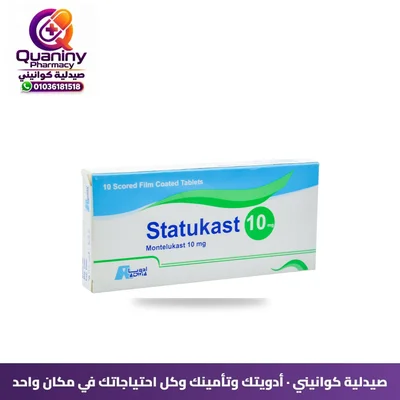 Quaniny
Pharmacy
صيدلية كوانيني
01036181518
10 Scored Film Coated Tablets
Statukast 10 mg
Montelukast 10 mg
صيدلية كوانيني - أدويتك وتأمينك وكل احتياجاتك في مكان واحد